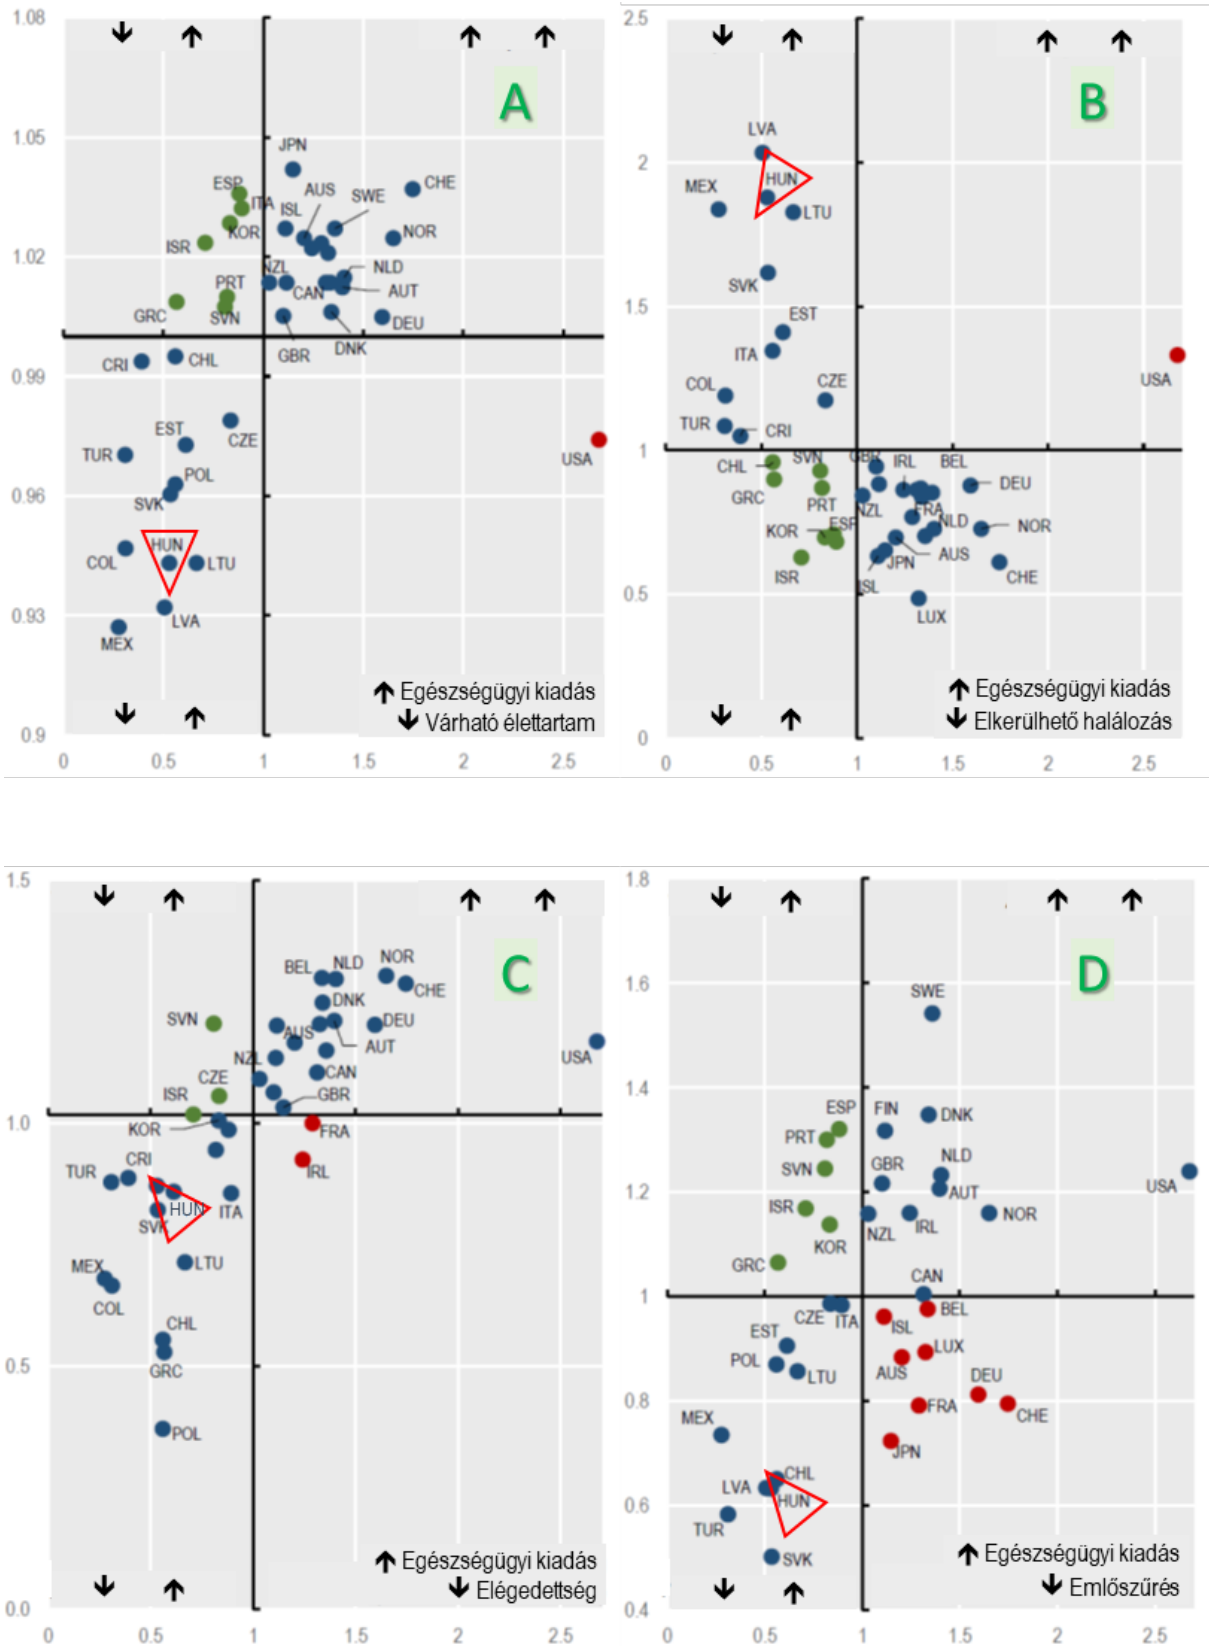 ↓ ↑ ↑ ↑
A
1.08
1.05
1.02
0.99
0.96
0.93
0.9
JPN
ESP
ITA
AUS
SWE
CHE
ISL
KOR
NOR
ISR
NZL
NLD
PRT
CAN
AUT
GRC
SVN
DEU
GBR
DNK
CRI
CHL
EST
CZE
TUR
USA
POL
SVK
HUN
COL
LTU
LVA
MEX
↑ Egészségügyi kiadás
↓ Várható élettartam
↓ ↑
0 0.5 1 1.5 2 2.5
↓ ↑ ↑ ↑
B
2.5
2
1.5
1
0.5
0
LVA
HUN
MEX
LTU
SVK
EST
ITA
USA
COL
CZE
TUR
CRI
CHL
SVN
GBR
IRL
BEL
GRC
DEU
PRT
NZL
FRA
KOR
ESP
NLD
NOR
AUS
ISR
ISL
JPN
CHE
LUX
↑ Egészségügyi kiadás
↓ Elkerülhető halálozás
↓ ↑
0 0.5 1 1.5 2 2.5
↓ ↑ ↑ ↑
C
1.5
1.0
0.5
0.0
BEL
NLD
NOR
CHE
DNK
SVN
AUS
DEU
AUT
NZL
USA
CZE
CAN
ISR
GBR
KOR
FRA
CRI
IRL
TUR
HUN
ITA
SVK
MEX
LTU
COL
CHL
GRC
POL
↑ Egészségügyi kiadás
↓ Elégedettség
↓ ↑
0 0.5 1 1.5 2 2.5
↓ ↑ ↑ ↑
D
1.8
1.6
1.4
1.2
1
0.8
0.6
0.4
SWE
ESP
FIN
DNK
PRT
SVN
GBR
NLD
AUT
USA
ISR
KOR
NZL
IRL
NOR
GRC
CAN
CZE
ITA
ISL
BEL
EST
POL
LTU
AUS
LUX
DEU
FRA
CHE
MEX
JPN
LVA
CHL
HUN
TUR
SVK
↑ Egészségügyi kiadás
↓ Emlőszűrés
↓ ↑
0 0.5 1 1.5 2 2.5